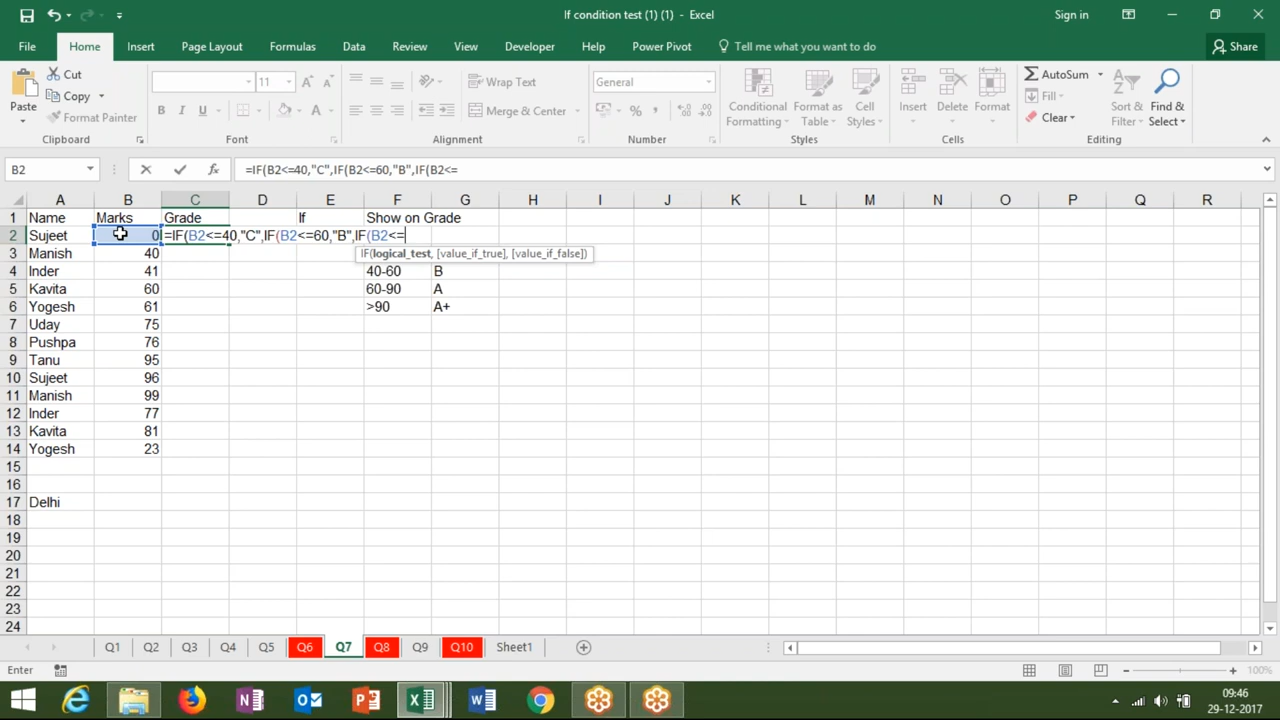 If condition test (1) (1) - Excel
Sign in
File Home Insert Page Layout Formulas Data Review View Developer Help Power Pivot Tell me what you want to do Share
Cut
Copy
Format Painter
Paste
Clipboard
11
A A
B I U A
Font
Wrap Text
Merge & Center
Alignment
General
%
Number
Conditional Formatting
Format as Table
Cell Styles
Styles
Insert
Delete
Format
Cells
AutoSum
Fill
Clear
Sort & Filter
Find & Select
Editing
B2 fx =IF(B2<=40,"C",IF(B2<=60,"B",IF(B2<=
A B C D E F G H I J K L M N O P Q R
1 Name Marks Grade If Show on Grade
2 Sujeet 0 =IF(B2<=40,"C",IF(B2<=60,"B",IF(B2<=
IF(logical_test, [value_if_true], [value_if_false])
3 Manish 40
4 Inder 41 40-60 B
5 Kavita 60 60-90 A
6 Yogesh 61 >90 A+
7 Uday 75
8 Pushpa 76
9 Tanu 95
10 Sujeet 96
11 Manish 99
12 Inder 77
13 Kavita 81
14 Yogesh 23
15
16
17 Delhi
18
19
20
21
22
23
24
Q1 Q2 Q3 Q4 Q5 Q6 Q7 Q8 Q9 Q10 Sheet1
Enter
100%
09:46
29-12-2017